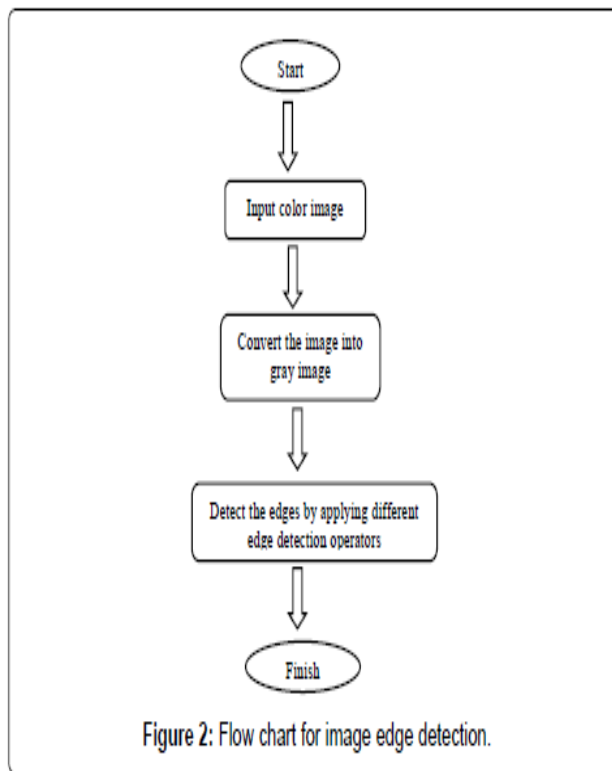 Start
Input color image
Convert the image into
gray image
Detect the edges by applying different
edge detection operators
Finish
Figure 2: Flow chart for image edge detection.